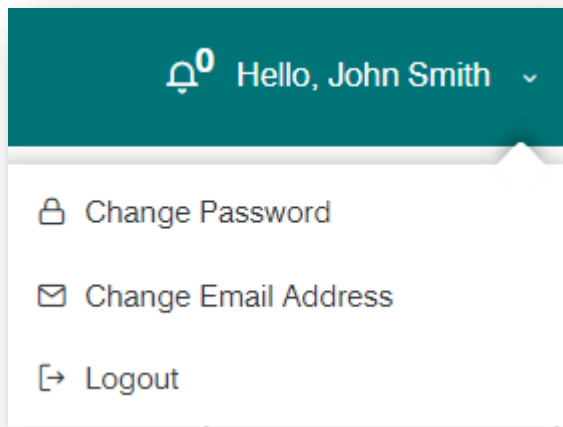 0 Hello, John Smith
Change Password
Change Email Address
Logout